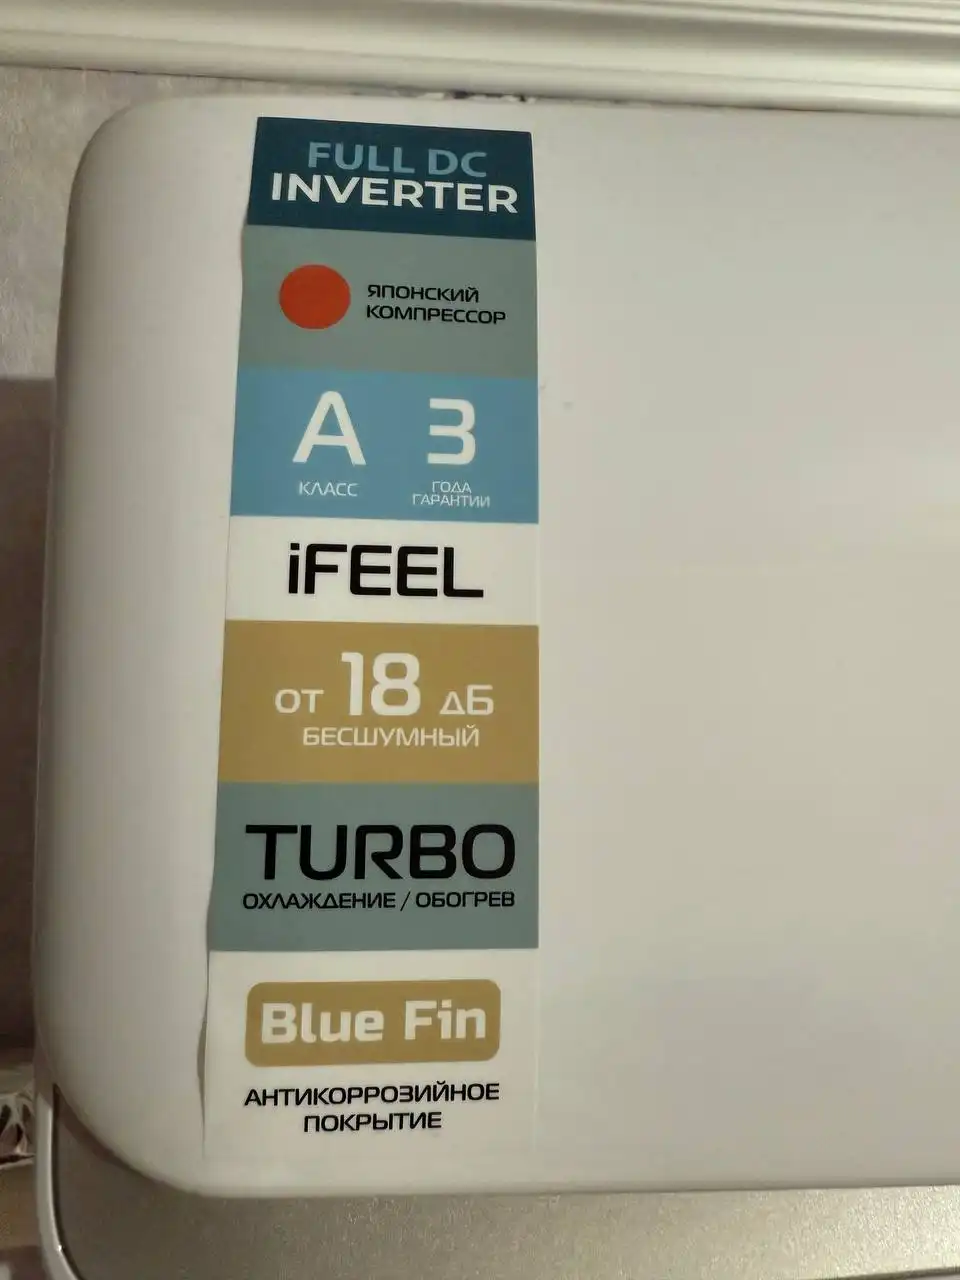 FULL DC
INVERTER
ЯПОНСКИЙ
КОМПРЕССОР
A 3
КЛАСС ГОДА
ГАРАНТИИ
iFEEL
ОТ 18 дБ
БЕСШУМНЫЙ
TURBO
ОХЛАЖДЕНИЕ / ОБОГРЕВ
Blue Fin
АНТИКОРРОЗИЙНОЕ
ПОКРЫТИЕ